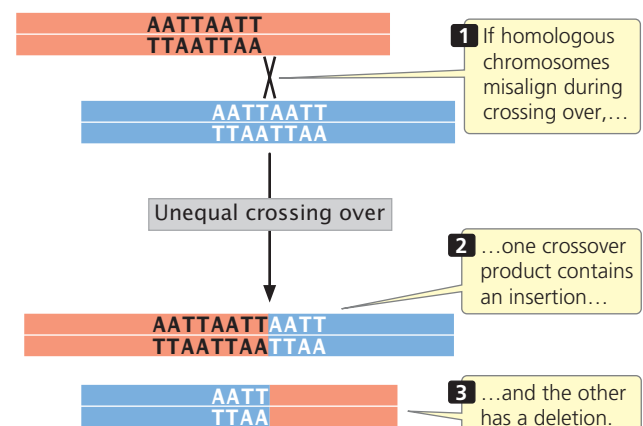 AATTAATT
TTAATTAA
1 If homologous
chromosomes
misalign during
crossing over,…
AATTAATT
TTAATTAA
Unequal crossing over
2 …one crossover
product contains
an insertion…
AATTAATTAATT
TTAATTAATTAA
3 …and the other
has a deletion.
AATT
TTAA